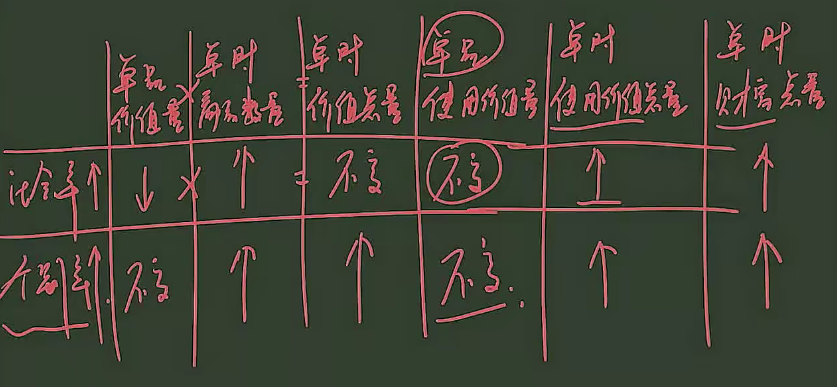 单品 价值量 × 单时 商品数量 = 单时 价值总量 单品 使用价值量 单时 使用价值总量 单时 财富总量
社会率↑ ↓ × ↑ = 不变 不变 ↑ ↑
个别率↑ 不变 ↑ ↑ 不变 ↑ ↑